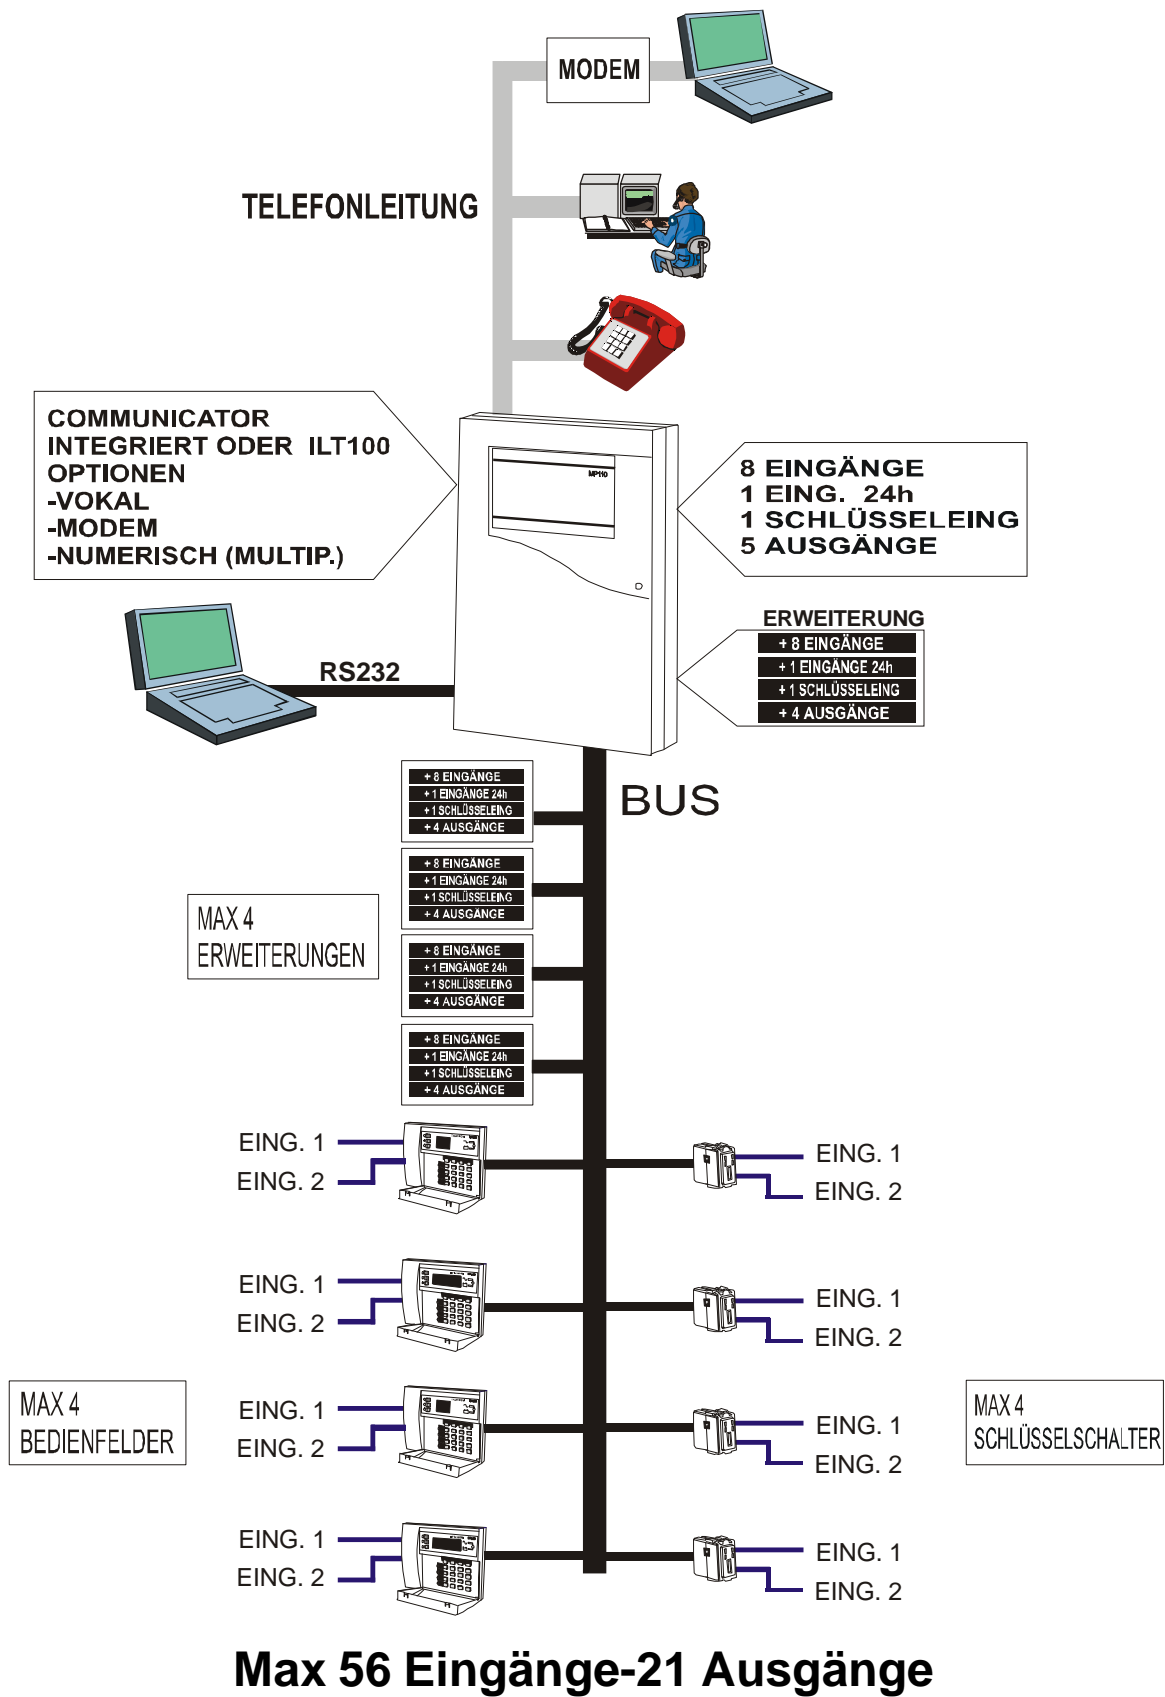 MODEM
TELEFONLEITUNG
COMMUNICATOR
INTEGRIERT ODER ILT100
OPTIONEN
-VOKAL
-MODEM
-NUMERISCH (MULTIP.)
MP110
8 EINGÄNGE
1 EING. 24h
1 SCHLÜSSELEING
5 AUSGÄNGE
ERWEITERUNG
+ 8 EINGÄNGE
+ 1 EINGÄNGE 24h
+ 1 SCHLÜSSELEING
+ 4 AUSGÄNGE
RS232
BUS
+ 8 EINGÄNGE
+ 1 EINGÄNGE 24h
+ 1 SCHLÜSSELEING
+ 4 AUSGÄNGE
+ 8 EINGÄNGE
+ 1 EINGÄNGE 24h
+ 1 SCHLÜSSELEING
+ 4 AUSGÄNGE
MAX 4
ERWEITERUNGEN
+ 8 EINGÄNGE
+ 1 EINGÄNGE 24h
+ 1 SCHLÜSSELEING
+ 4 AUSGÄNGE
+ 8 EINGÄNGE
+ 1 EINGÄNGE 24h
+ 1 SCHLÜSSELEING
+ 4 AUSGÄNGE
EING. 1
EING. 2
EING. 1
EING. 2
EING. 1
EING. 2
EING. 1
EING. 2
MAX 4
BEDIENFELDER
EING. 1
EING. 2
EING. 1
EING. 2
MAX 4
SCHLÜSSELSCHALTER
EING. 1
EING. 2
EING. 1
EING. 2
Max 56 Eingänge-21 Ausgänge